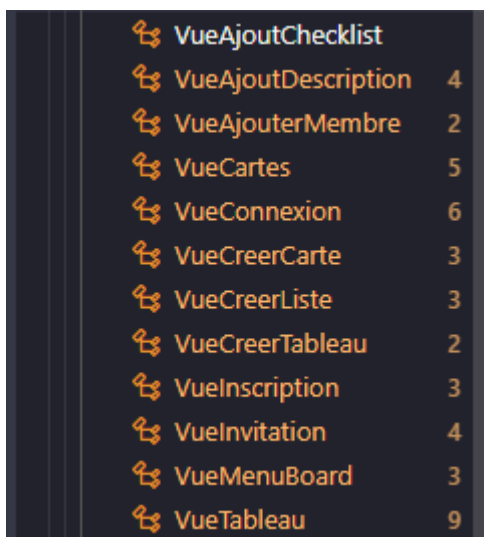 VueAjoutChecklist
VueAjoutDescription 4
VueAjouterMembre 2
VueCartes 5
VueConnexion 6
VueCreerCarte 3
VueCreerListe 3
VueCreerTableau 2
VueInscription 3
VueInvitation 4
VueMenuBoard 3
VueTableau 9